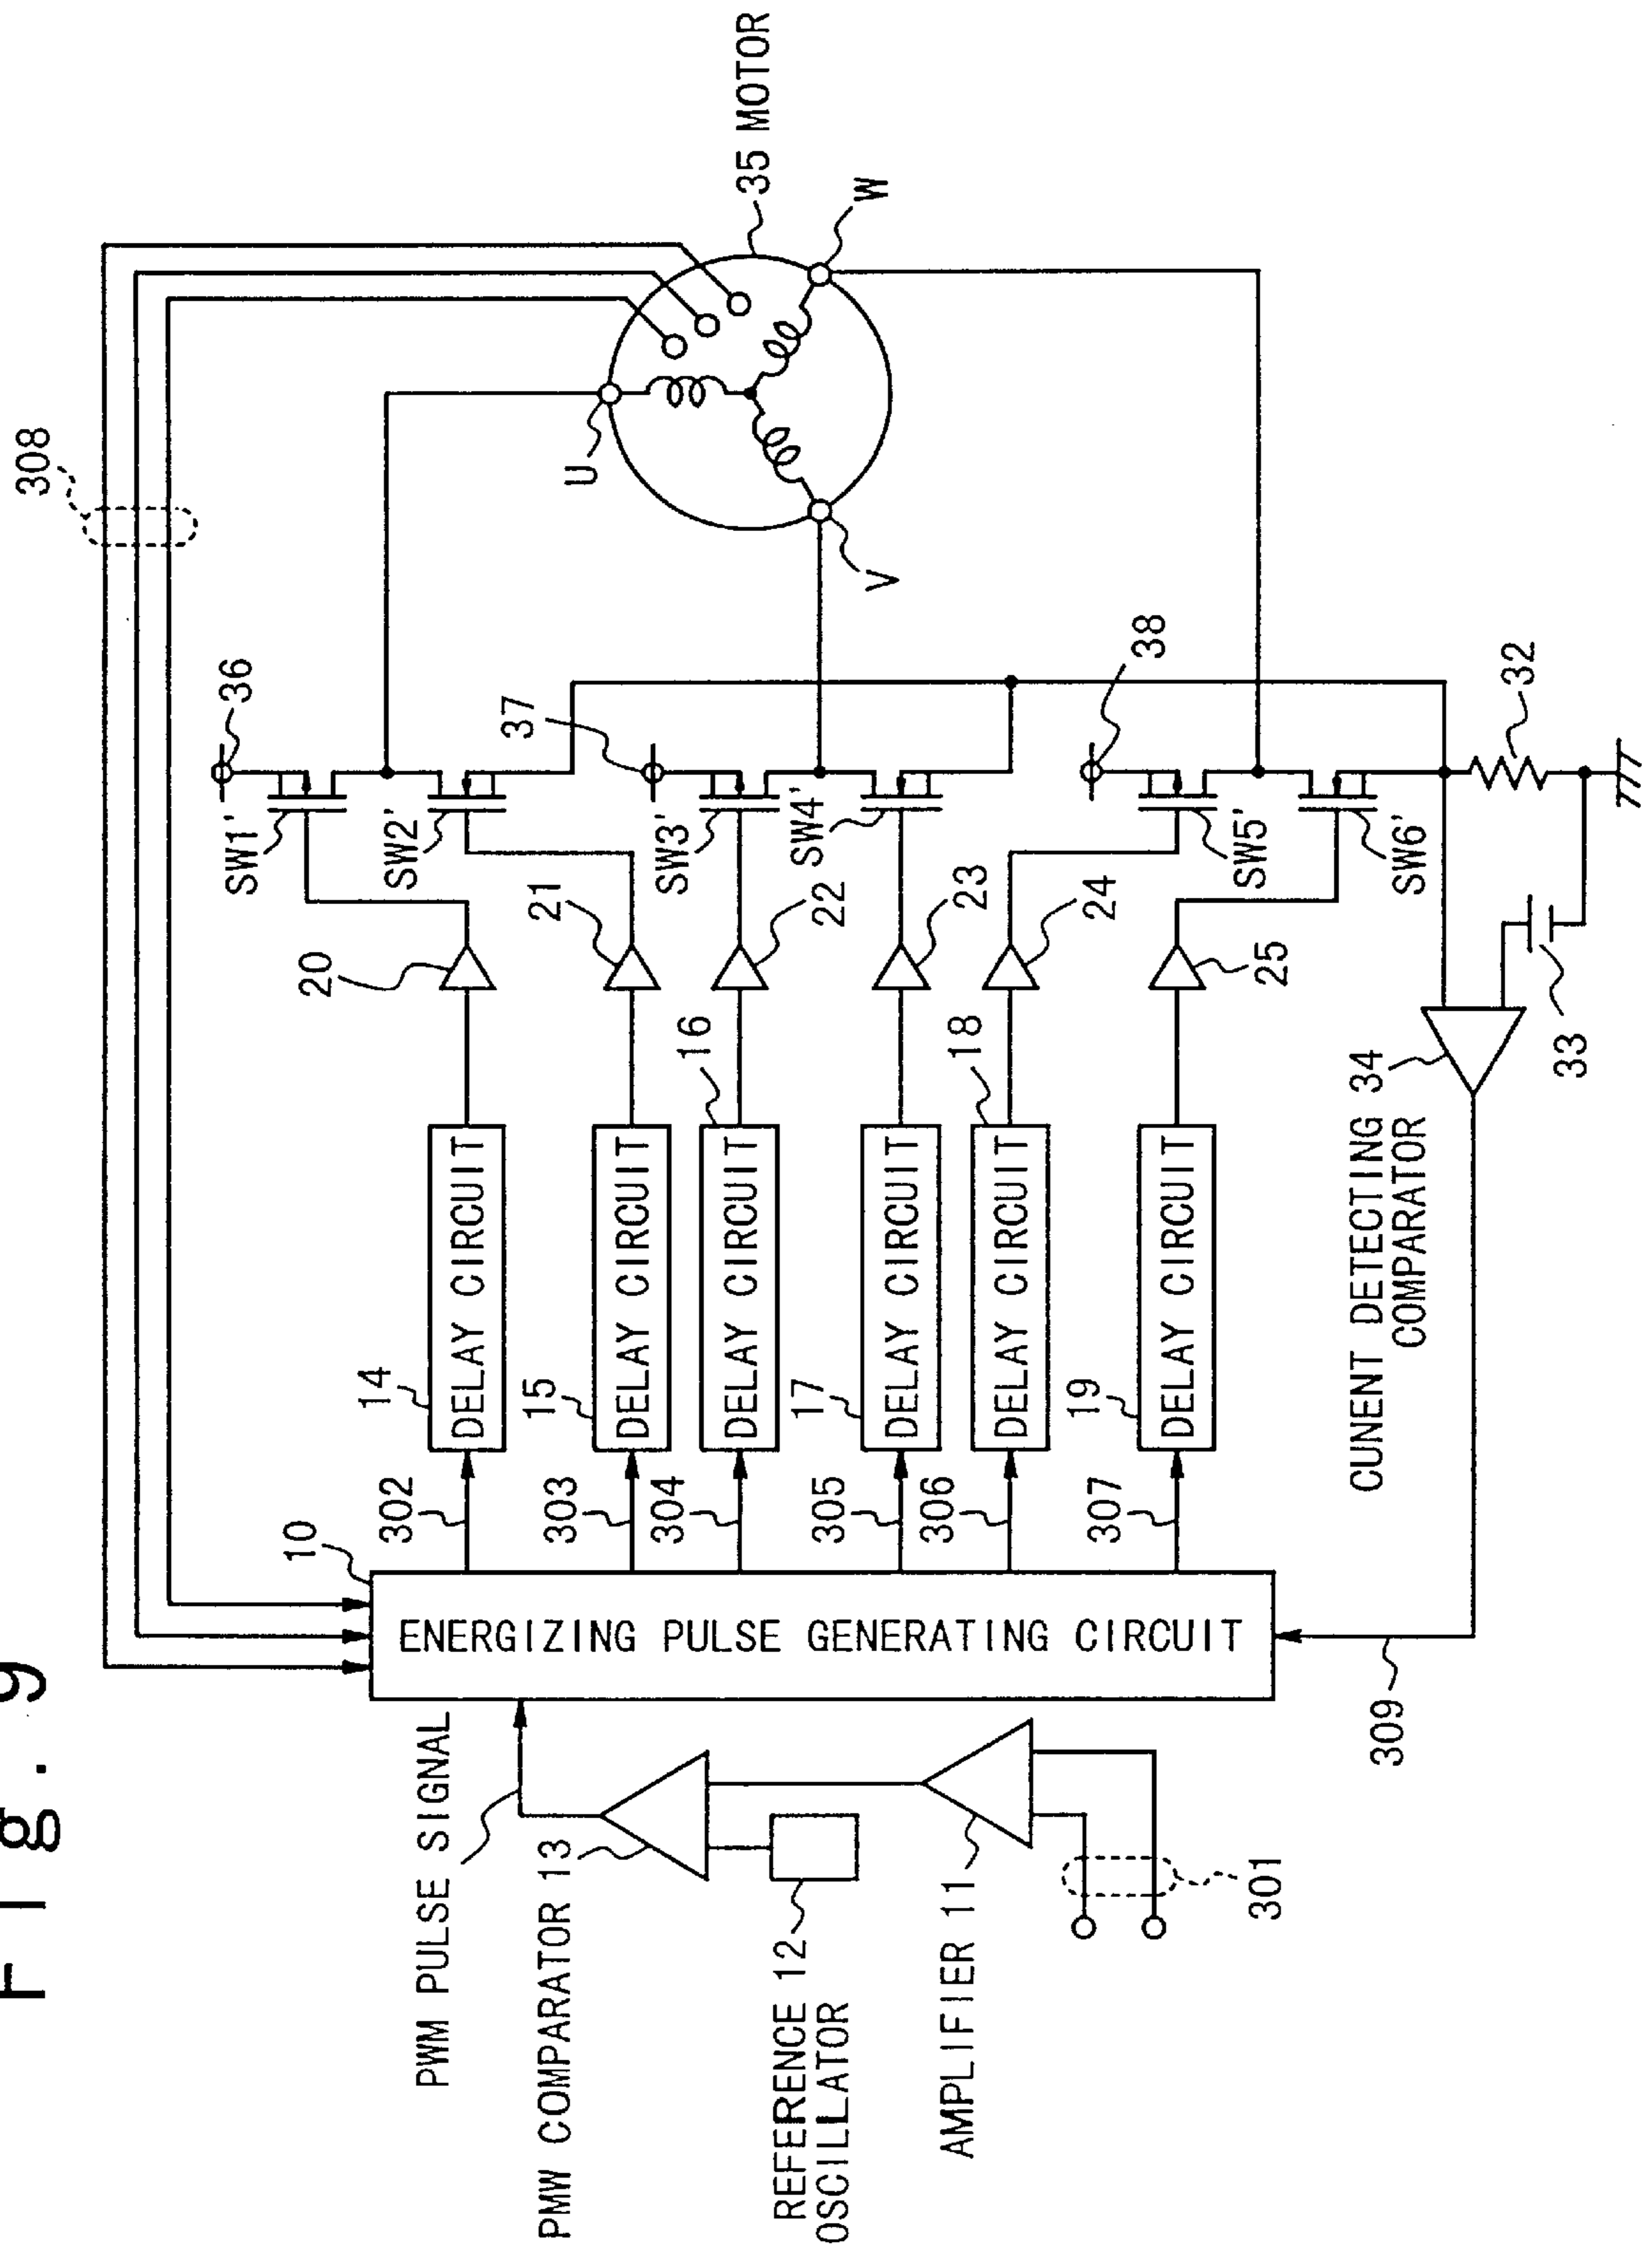 Fig. 9
308
36
SW1'
20
SW2'
U
35 MOTOR
W
V
10
302
14
DELAY CIRCUIT
21
37
303
15
DELAY CIRCUIT
SW3'
22
304
16
DELAY CIRCUIT
SW4'
23
305
17
DELAY CIRCUIT
24
38
306
18
DELAY CIRCUIT
SW5'
25
307
19
DELAY CIRCUIT
SW6'
32
33
CUNENT DETECTING 34
COMPARATOR
309
ENERGIZING PULSE GENERATING CIRCUIT
PWM PULSE SIGNAL
PMW COMPARATOR 13
REFERENCE 12
OSCILLATOR
AMPLIFIER 11
301